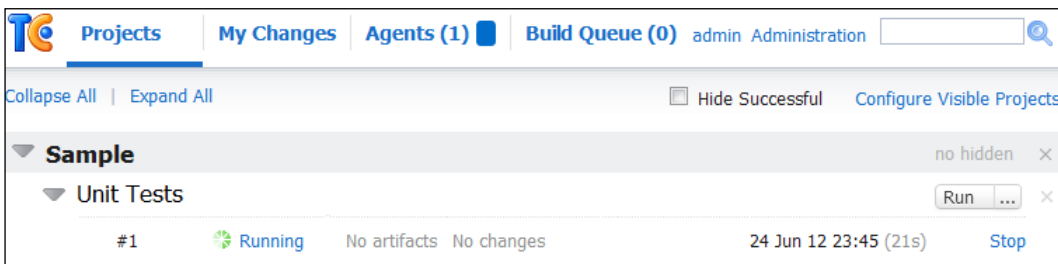 TC Projects My Changes Agents (1) Build Queue (0) admin Administration
Collapse All | Expand All Hide Successful Configure Visible Projects
Sample no hidden ×
Unit Tests Run ... ×
#1 Running No artifacts No changes 24 Jun 12 23:45 (21s) Stop